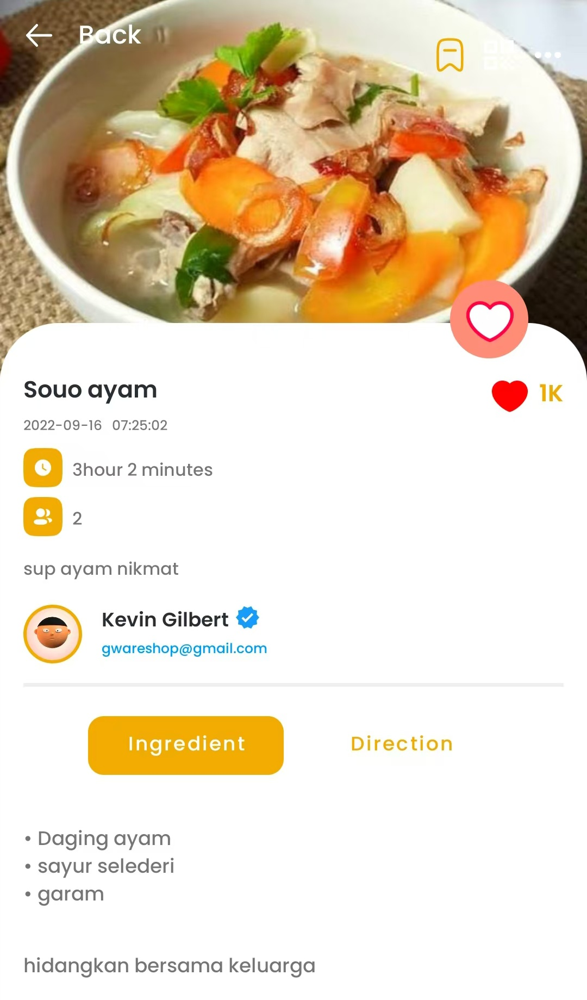 Back
Souo ayam
1K
2022-09-16 07:25:02
3hour 2 minutes
2
sup ayam nikmat
Kevin Gilbert
gwareshop@gmail.com
Ingredient
Direction
• Daging ayam
• sayur selederi
• garam
hidangkan bersama keluarga